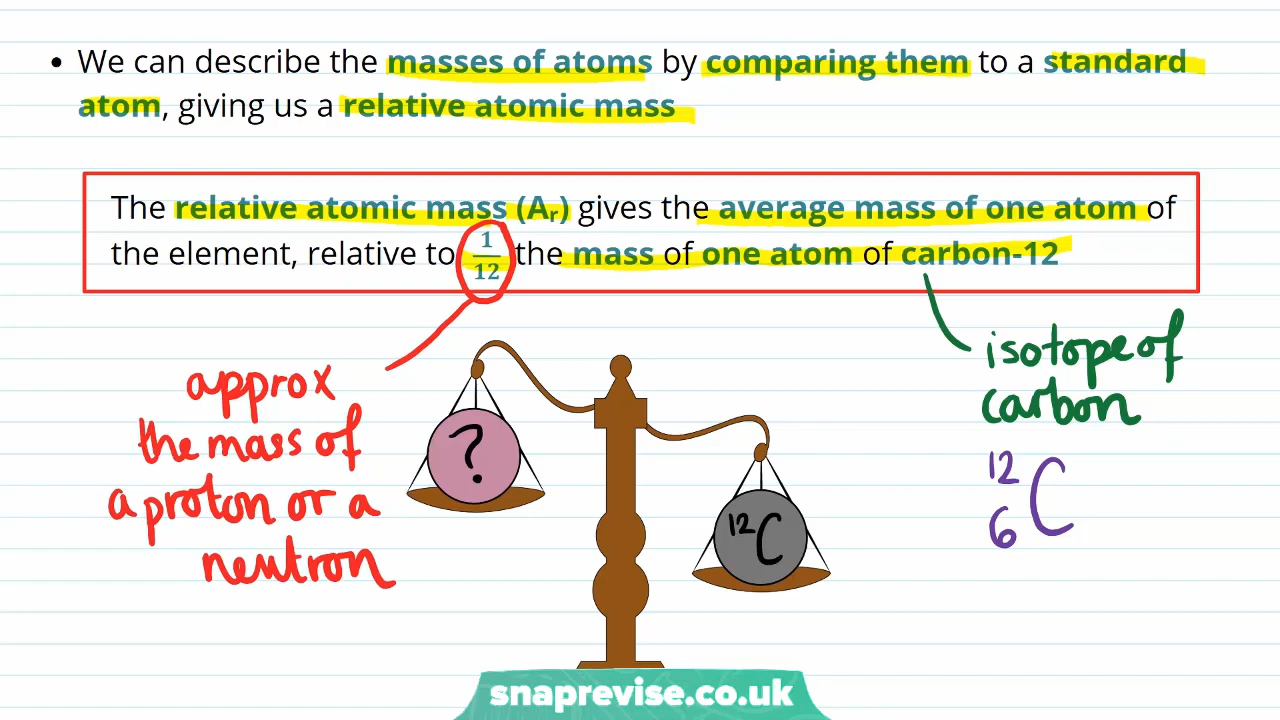 • We can describe the masses of atoms by comparing them to a standard
atom, giving us a relative atomic mass
The relative atomic mass (Aᵣ) gives the average mass of one atom of
the element, relative to 1/12 the mass of one atom of carbon-12
approx
the mass of
a proton or a
neutron
?
¹²C
isotope of
carbon
12
6 C
snaprevise.co.uk